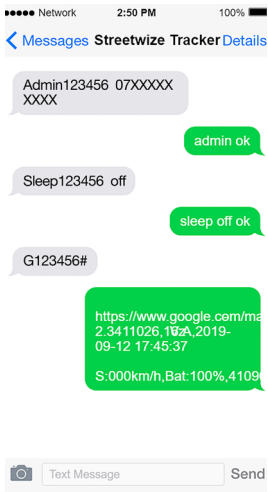 Network 2:50 PM 100%
Messages Streetwize Tracker Details
Admin123456 07XXXXX
XXXX
admin ok
Sleep123456 off
sleep off ok
G123456#
https://www.google.com/ma
2.3411026,16z
09-12 17:45:37
S:000km/h,Bat:100%,41090
Text Message Send